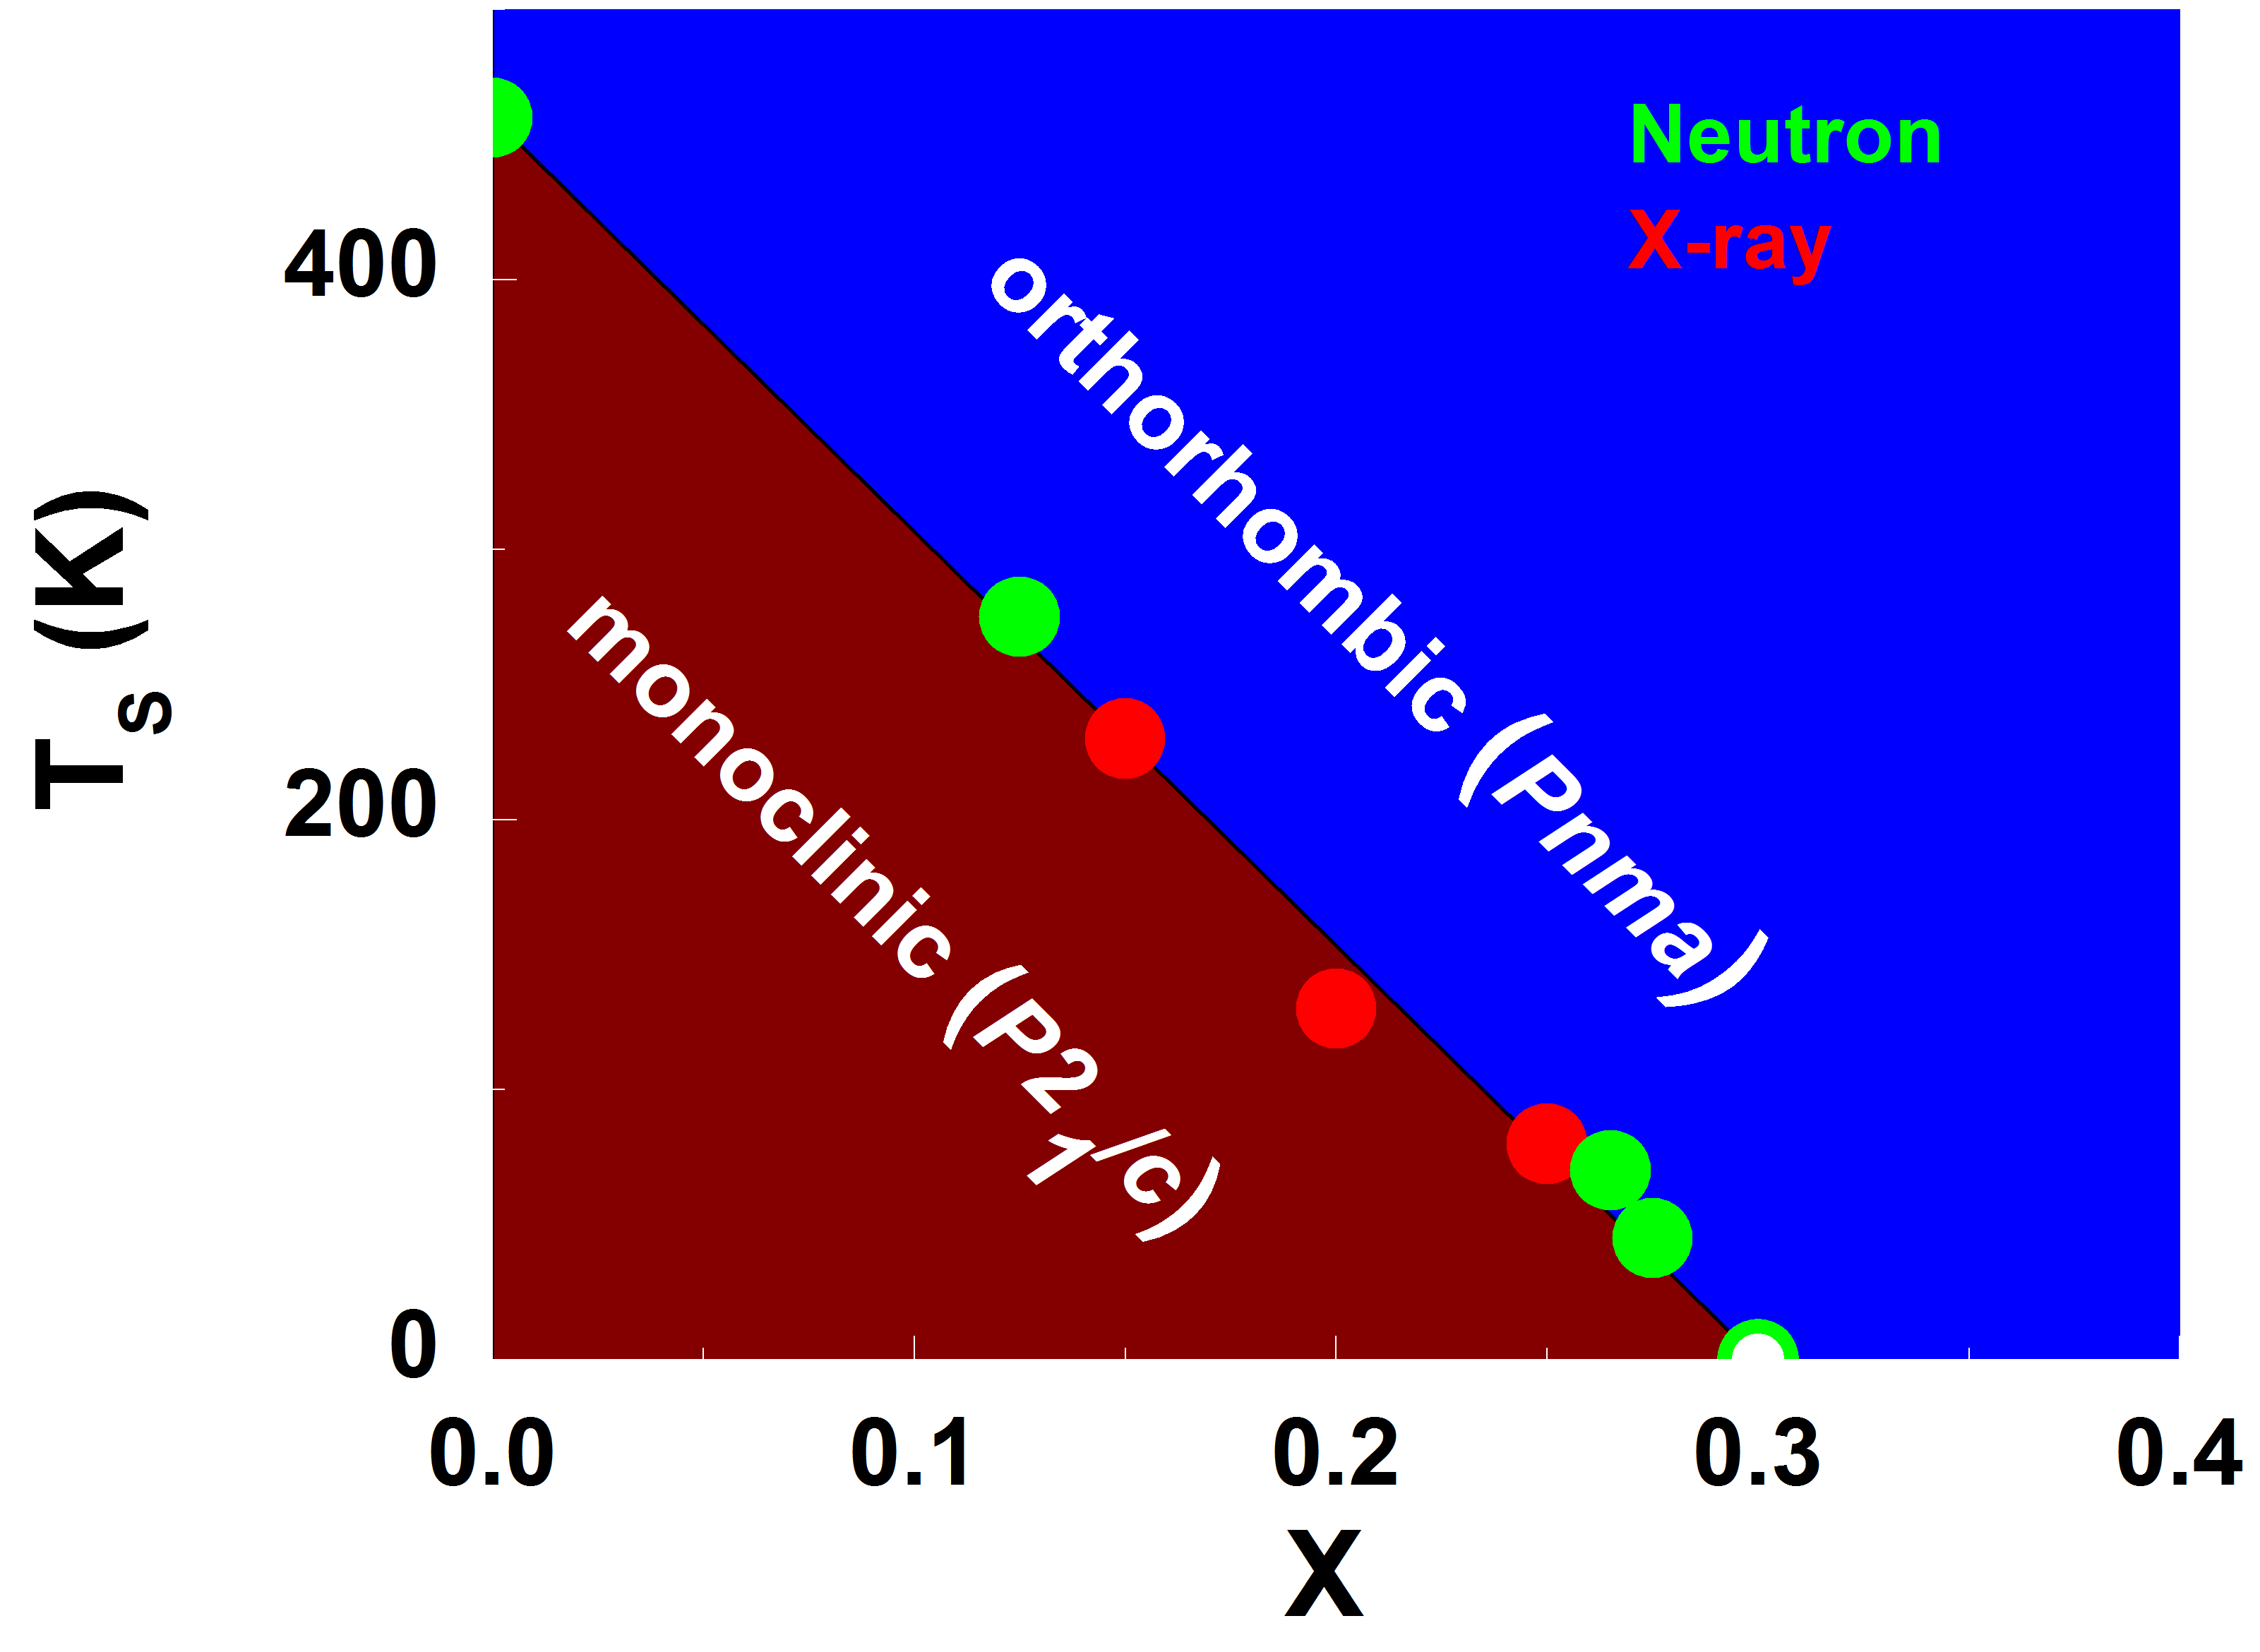 Neutron
X-ray
orthorhombic (Pnma)
monoclinic (P2₁/c)
T_S (K)
400
200
0
0.0 0.1 0.2 0.3 0.4
X